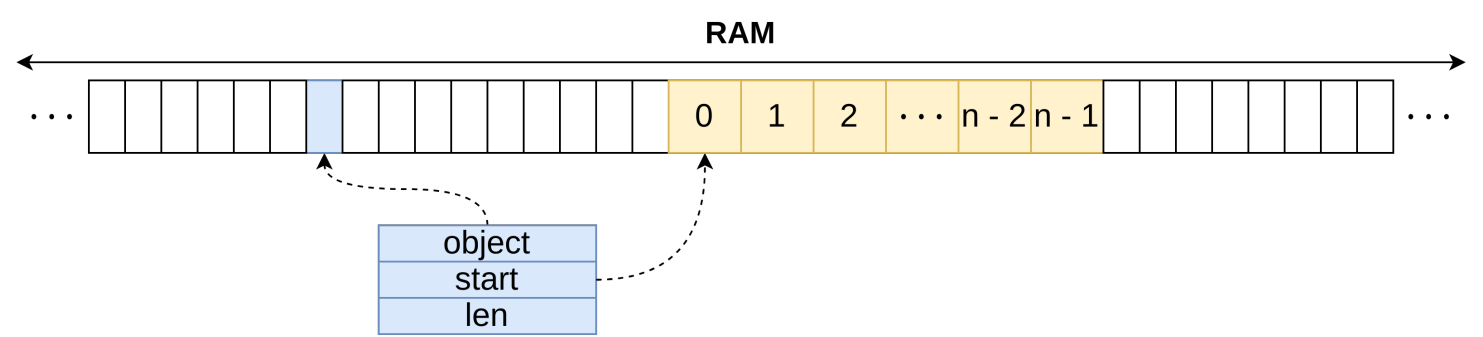 RAM
· · · 0 1 2 · · · n - 2 n - 1 · · ·
object
start
len